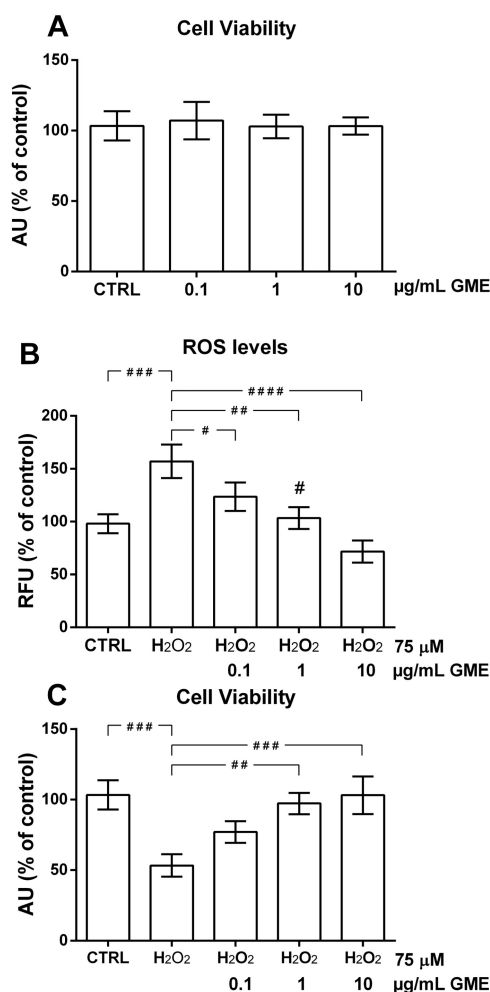 A
Cell Viability
AU (% of control)
150
100
50
0
CTRL 0.1 1 10 µg/mL GME
B
ROS levels
###
####
##
#
RFU (% of control)
200
150
100
50
0
#
CTRL H2O2 H2O2 H2O2 H2O2 75 µM
0.1 1 10 µg/mL GME
C
Cell Viability
###
###
##
AU (% of control)
150
100
50
0
CTRL H2O2 H2O2 H2O2 H2O2 75 µM
0.1 1 10 µg/mL GME